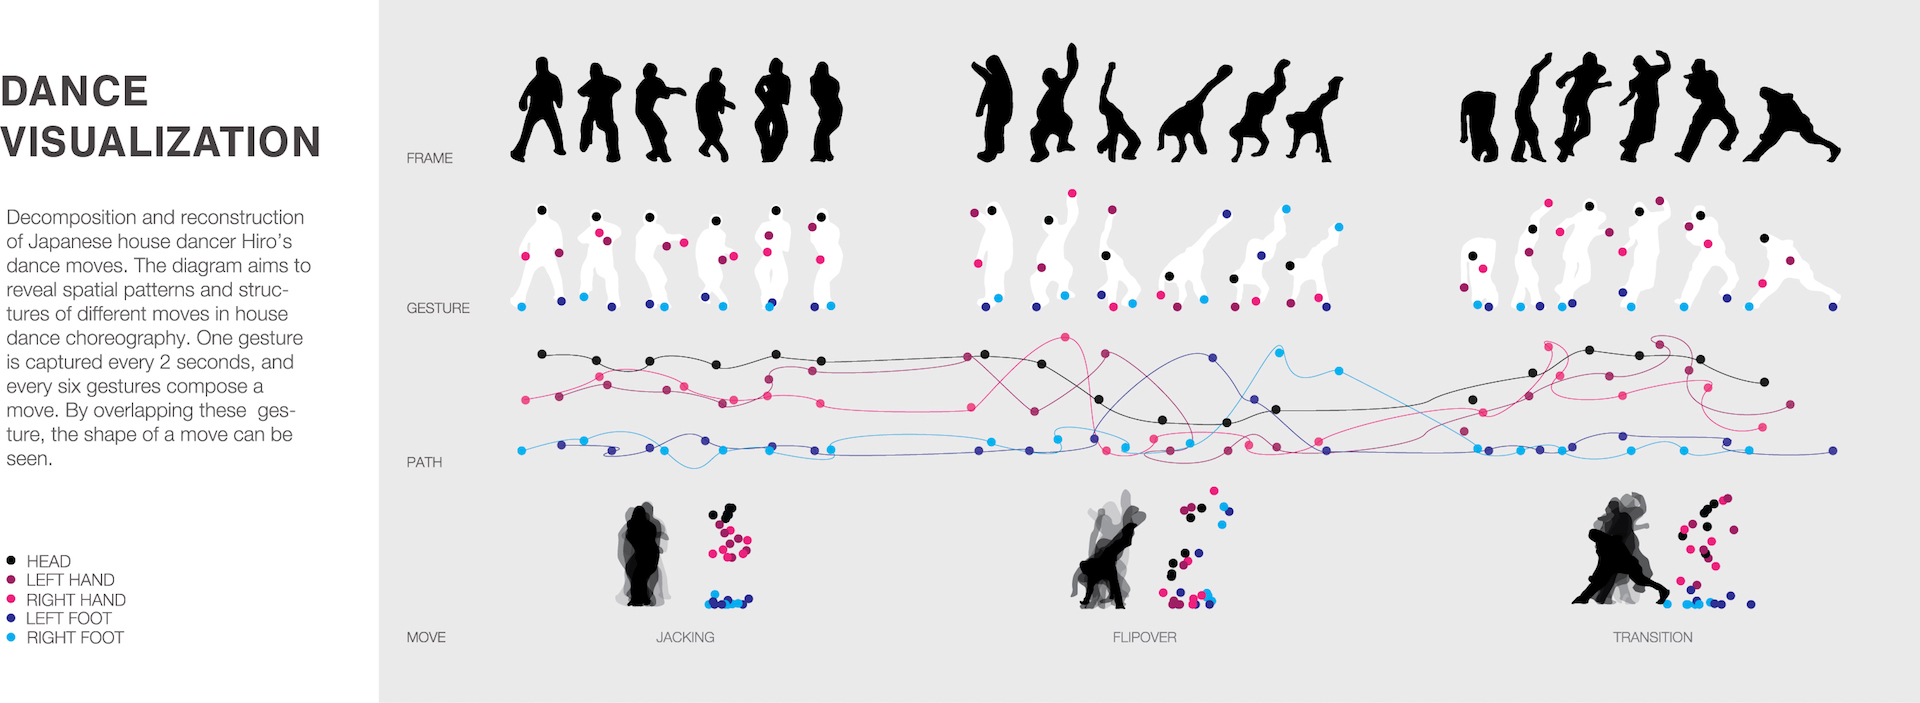 DANCE
VISUALIZATION
Decomposition and reconstruction
of Japanese house dancer Hiro's
dance moves. The diagram aims to
reveal spatial patterns and struc-
tures of different moves in house
dance choreography. One gesture
is captured every 2 seconds, and
every six gestures compose a
move. By overlapping these  ges-
ture, the shape of a move can be
seen.
HEAD
LEFT HAND
RIGHT HAND
LEFT FOOT
RIGHT FOOT
FRAME
GESTURE
PATH
MOVE
JACKING
FLIPOVER
TRANSITION